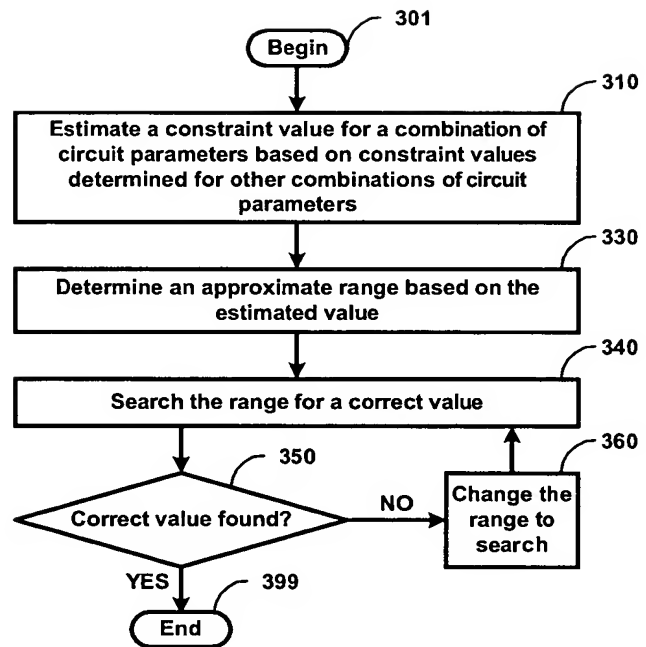 301
Begin
310
Estimate a constraint value for a combination of
circuit parameters based on constraint values
determined for other combinations of circuit
parameters
330
Determine an approximate range based on the
estimated value
340
Search the range for a correct value
350
Correct value found?
NO
360
Change the
range to
search
YES
399
End